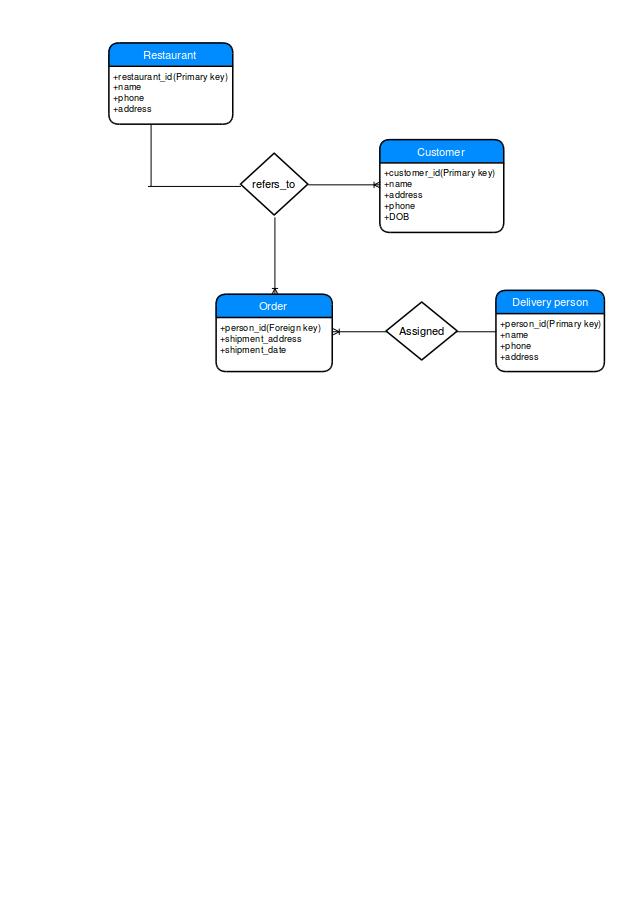 Restaurant
+restaurant_id(Primary key)
+name
+phone
+address
refers_to
Customer
+customer_id(Primary key)
+name
+address
+phone
+DOB
Order
+person_id(Foreign key)
+shipment_address
+shipment_date
Assigned
Delivery person
+person_id(Primary key)
+name
+phone
+address